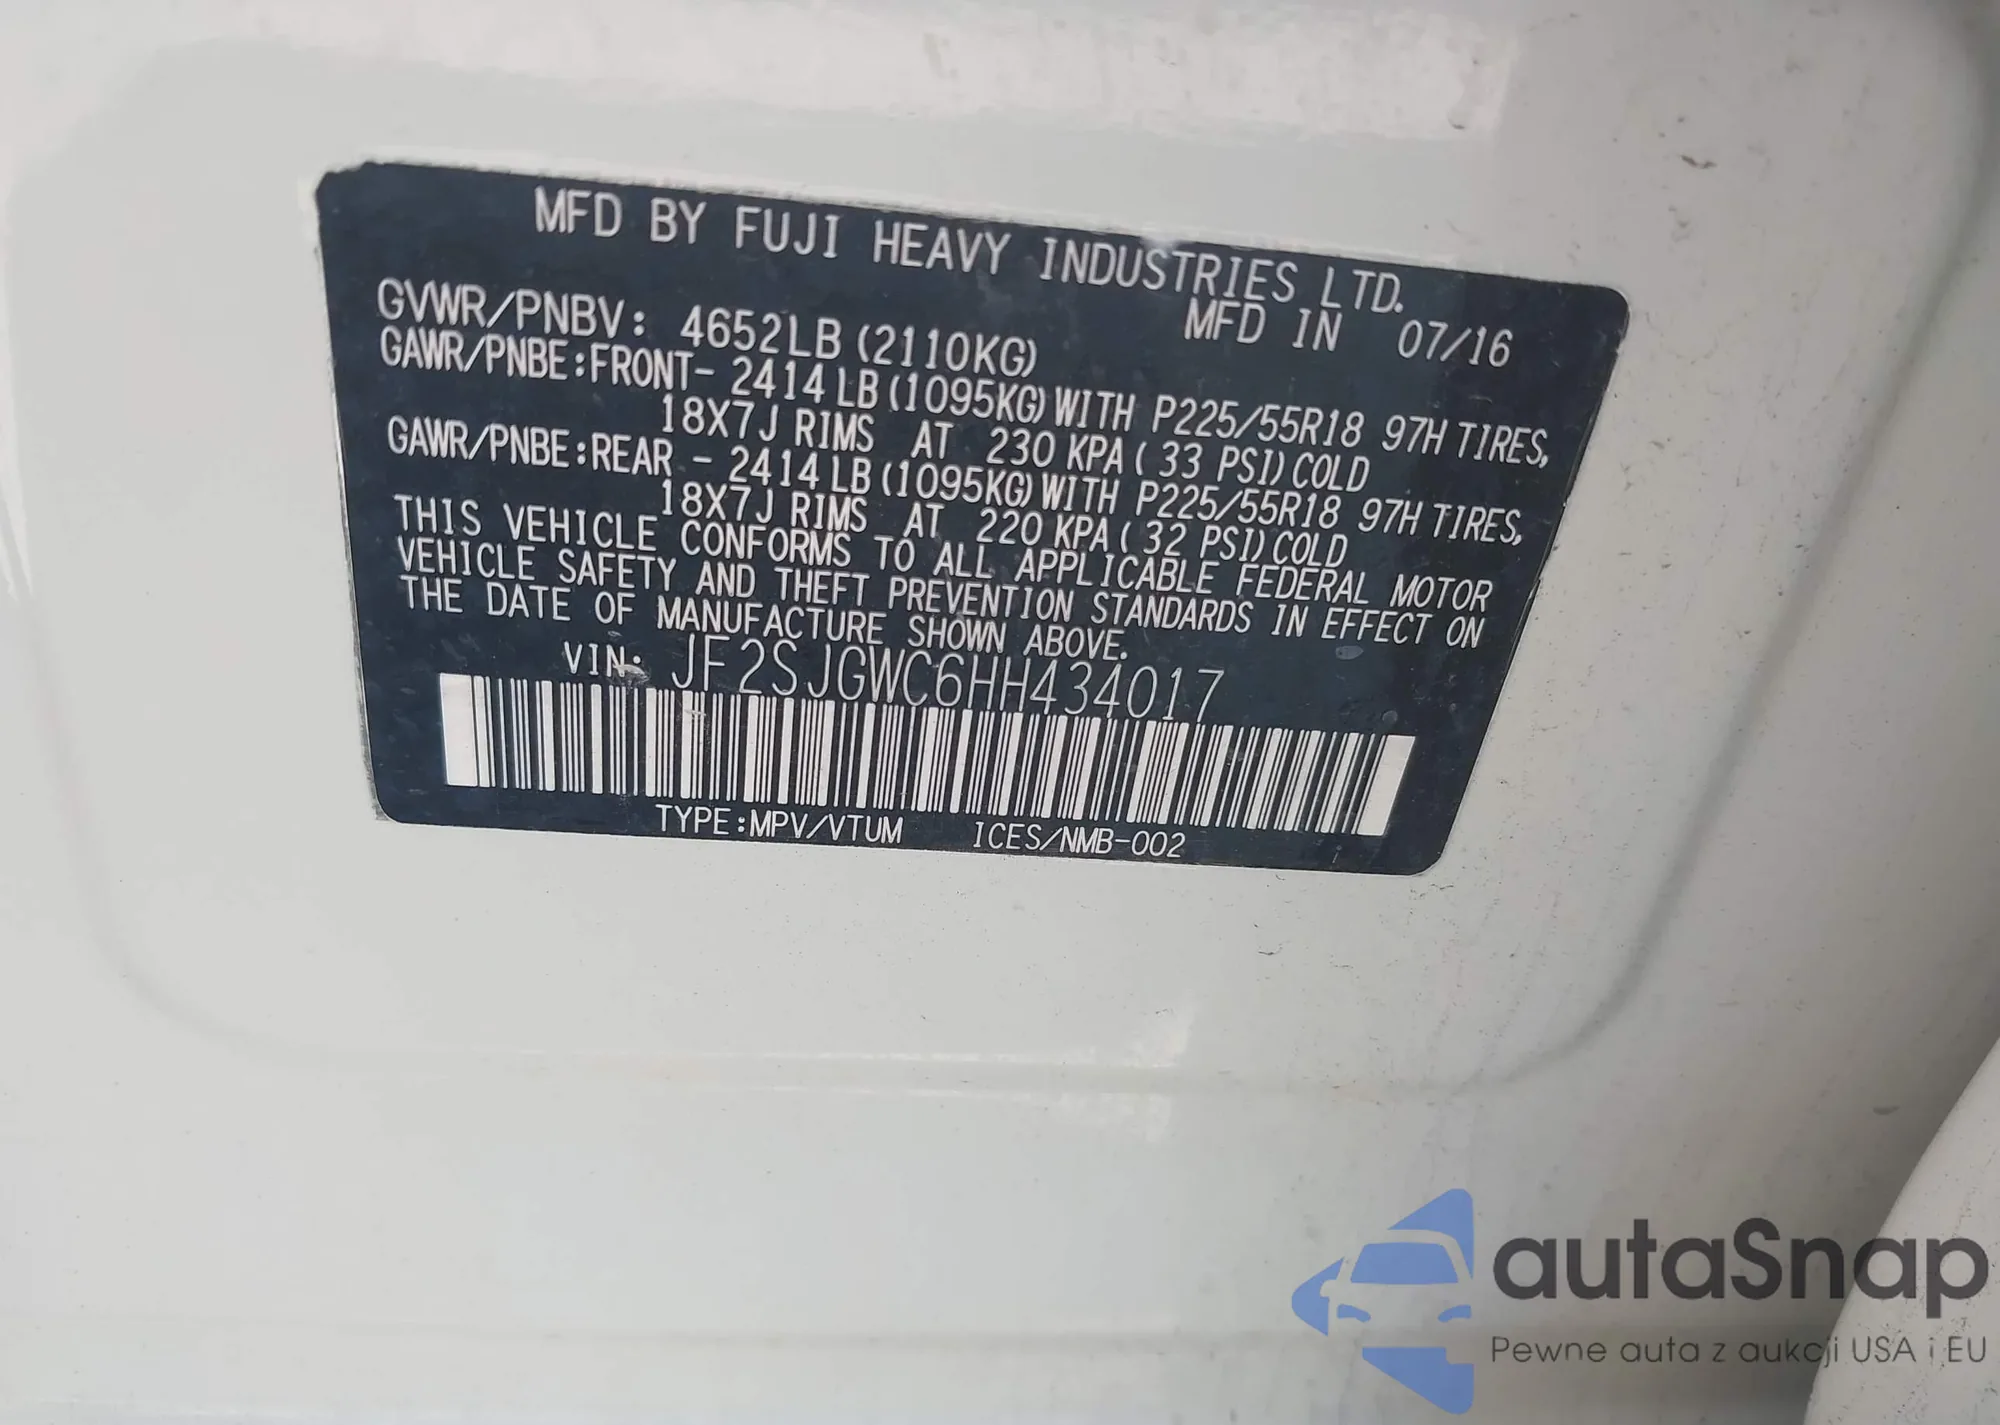 MFD BY FUJI HEAVY INDUSTRIES LTD.
MFD IN 07/16
GVWR/PNBV: 4652LB (2110KG)
GAWR/PNBE:FRONT- 2414LB (1095KG) WITH P225/55R18 97H TIRES,
18X7J RIMS AT 230 KPA ( 33 PSI) COLD
GAWR/PNBE:REAR - 2414LB (1095KG) WITH P225/55R18 97H TIRES,
18X7J RIMS AT 220 KPA ( 32 PSI) COLD
THIS VEHICLE CONFORMS TO ALL APPLICABLE FEDERAL MOTOR
VEHICLE SAFETY AND THEFT PREVENTION STANDARDS IN EFFECT ON
THE DATE OF MANUFACTURE SHOWN ABOVE.
VIN: JF2SJGWC6HH434017
TYPE:MPV/VTUM ICES/NMB-002
autaSnap
Pewne auta z aukcji USA i EU